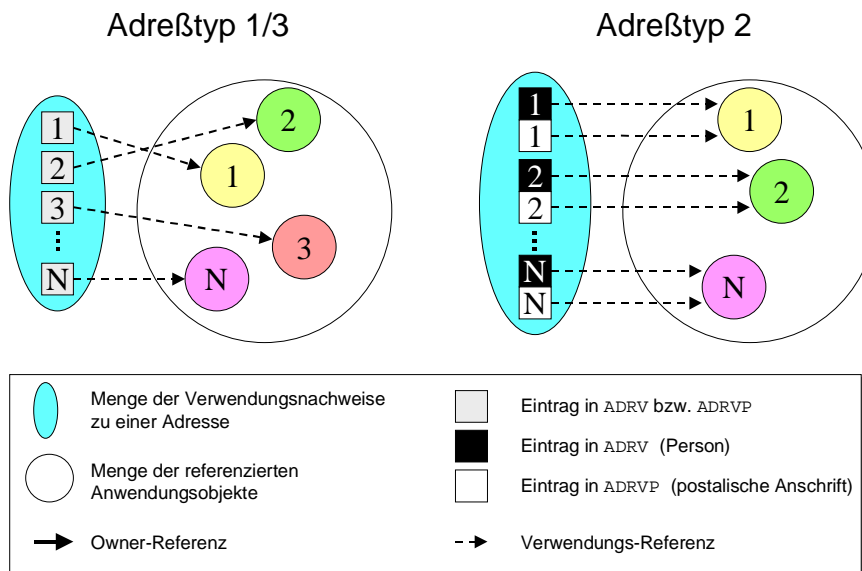 Adreßtyp 1/3
1
2
3
N
2
1
3
N
Adreßtyp 2
1
1
2
2
N
N
1
2
N
Menge der Verwendungsnachweise
zu einer Adresse
Menge der referenzierten
Anwendungsobjekte
Owner-Referenz
Eintrag in ADRV bzw. ADRVP
Eintrag in ADRV (Person)
Eintrag in ADRVP (postalische Anschrift)
Verwendungs-Referenz